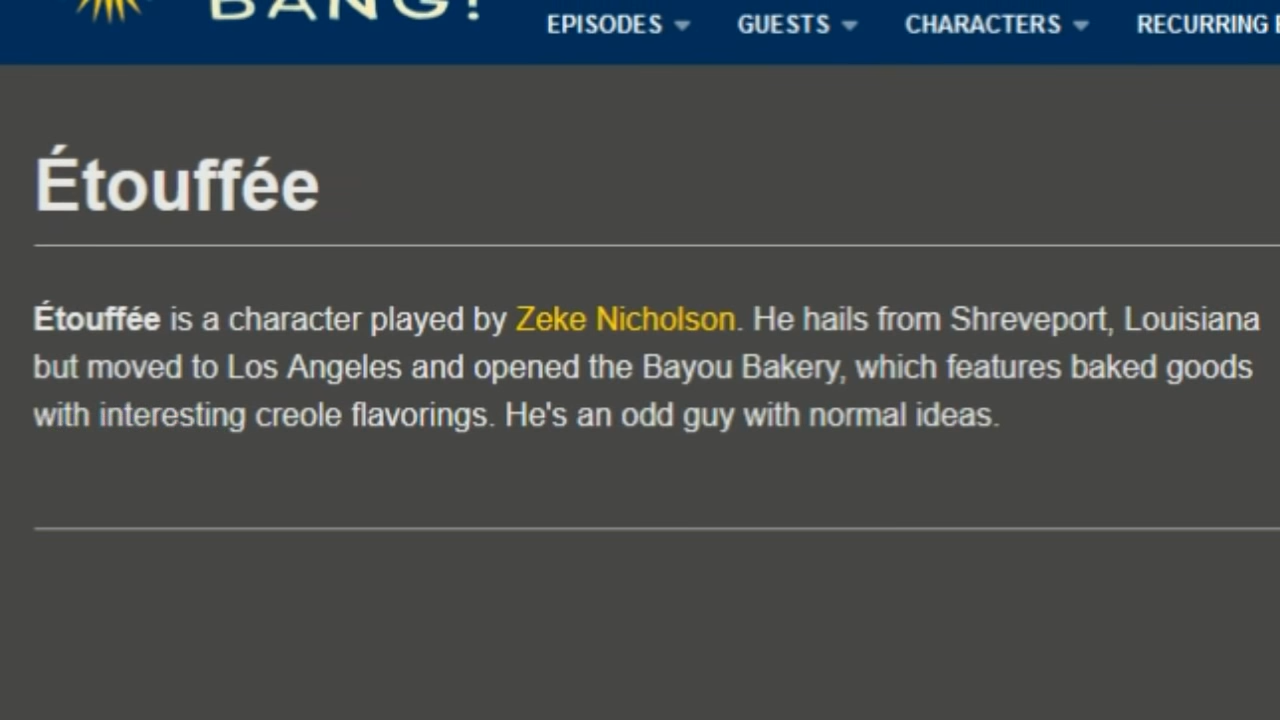 BANG!
EPISODES GUESTS CHARACTERS RECURRING
Étouffée
Étouffée is a character played by Zeke Nicholson. He hails from Shreveport, Louisiana
but moved to Los Angeles and opened the Bayou Bakery, which features baked goods
with interesting creole flavorings. He's an odd guy with normal ideas.